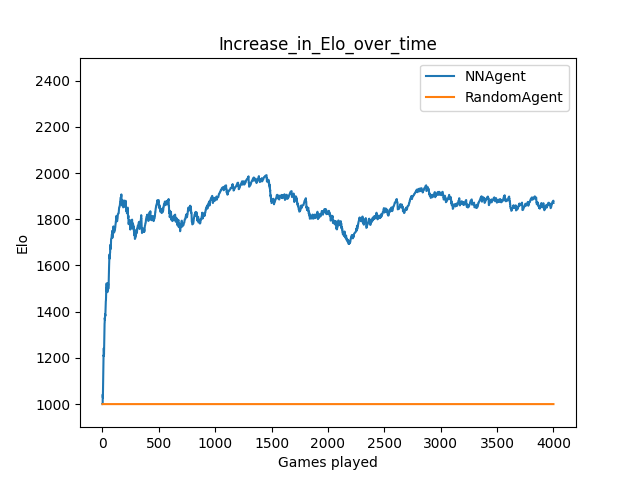 Increase_in_Elo_over_time
NNAgent
RandomAgent
2400
2200
2000
1800
1600
1400
1200
1000
Elo
0 500 1000 1500 2000 2500 3000 3500 4000
Games played